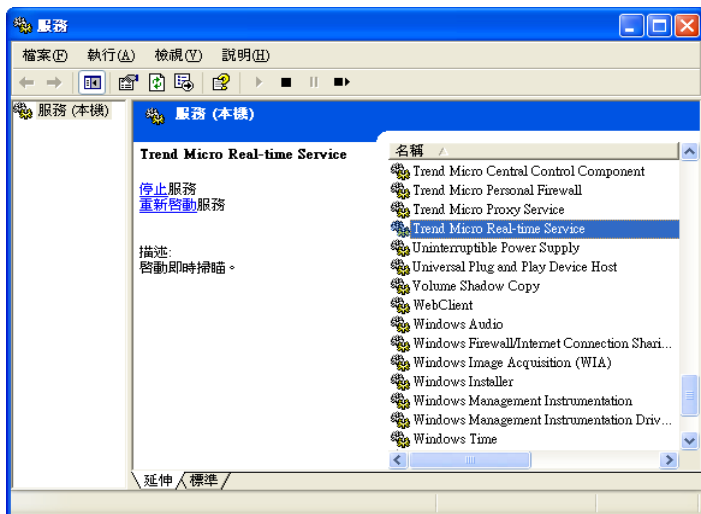 服務
檔案(F) 執行(A) 檢視(V) 說明(H)
服務 (本機)
服務 (本機)
Trend Micro Real-time Service
停止服務
重新啓動服務
描述:
啓動即時掃瞄。
名稱
Trend Micro Central Control Component
Trend Micro Personal Firewall
Trend Micro Proxy Service
Trend Micro Real-time Service
Uninterruptible Power Supply
Universal Plug and Play Device Host
Volume Shadow Copy
WebClient
Windows Audio
Windows Firewall/Internet Connection Shari...
Windows Image Acquisition (WIA)
Windows Installer
Windows Management Instrumentation
Windows Management Instrumentation Driv...
Windows Time
延伸 標準